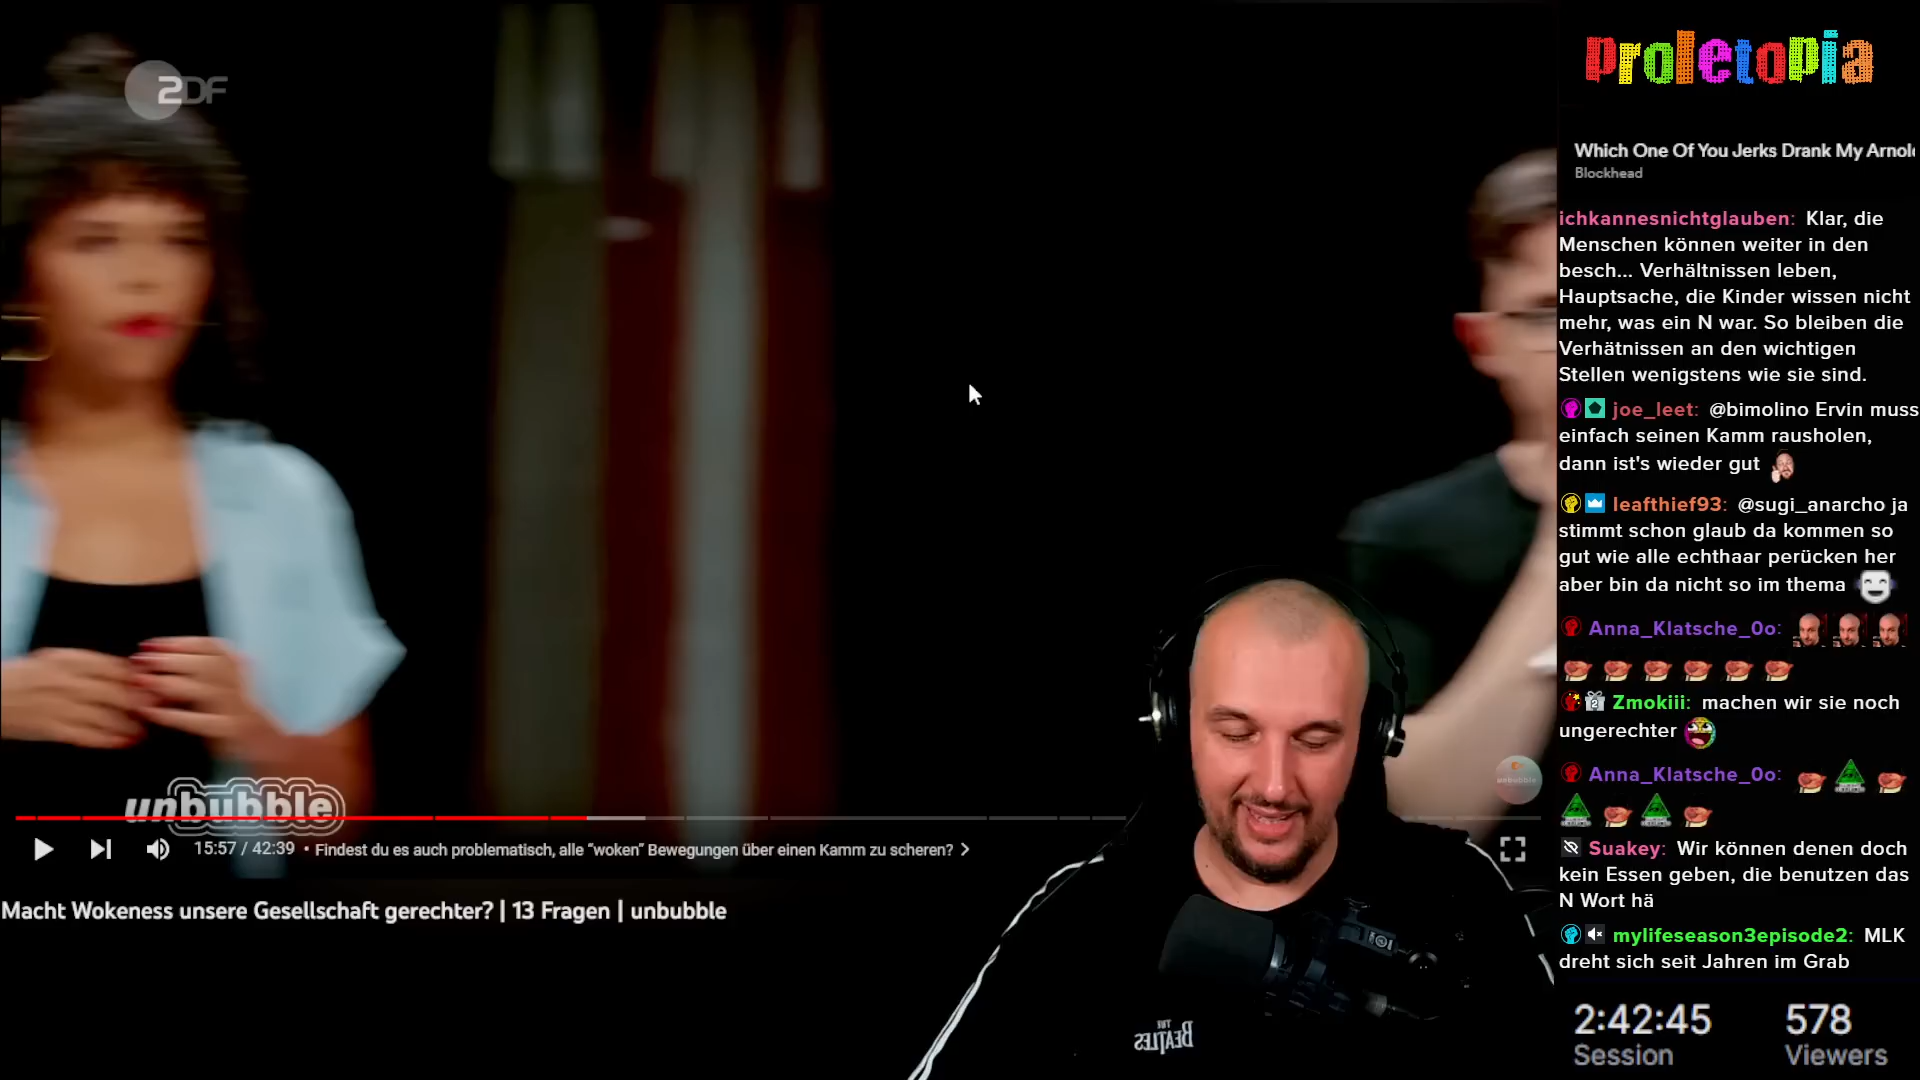 2DF
unbubble
unbubble
15:57 / 42:39 • Findest du es auch problematisch, alle "woken" Bewegungen über einen Kamm zu scheren?
Macht Wokeness unsere Gesellschaft gerechter? | 13 Fragen | unbubble
THE
BEATLES
Proletopia
Which One Of You Jerks Drank My Arnol
Blockhead
ichkannesnichtglauben: Klar, die
Menschen können weiter in den
besch... Verhältnissen leben,
Hauptsache, die Kinder wissen nicht
mehr, was ein N war. So bleiben die
Verhätnissen an den wichtigen
Stellen wenigstens wie sie sind.
joe_leet: @bimolino Ervin muss
einfach seinen Kamm rausholen,
dann ist's wieder gut
leafthief93: @sugi_anarcho ja
stimmt schon glaub da kommen so
gut wie alle echthaar perücken her
aber bin da nicht so im thema
Anna_Klatsche_0o:
Zmokiii: machen wir sie noch
ungerechter
Anna_Klatsche_0o:
Suakey: Wir können denen doch
kein Essen geben, die benutzen das
N Wort hä
mylifeseason3episode2: MLK
dreht sich seit Jahren im Grab
2:42:45 578
Session Viewers